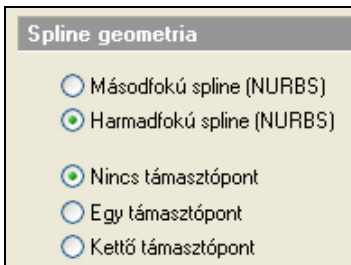 Spline geometria
Másodfokú spline (NURBS)
Harmadfokú spline (NURBS)
Nincs támasztópont
Egy támasztópont
Kettő támasztópont